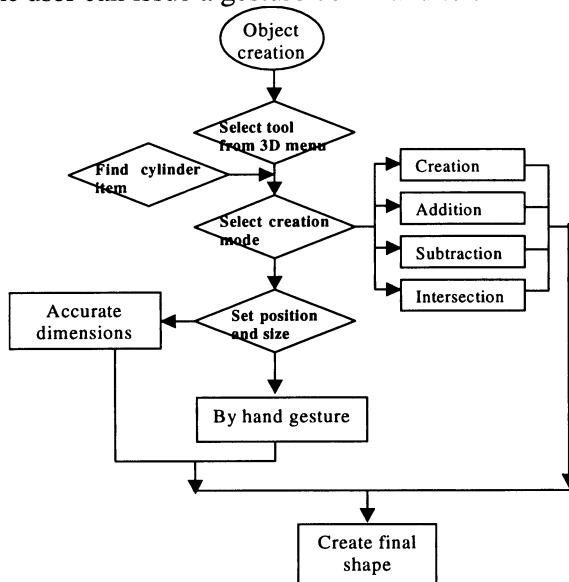 Object
creation
Select tool
from 3D menu
Find cylinder
item
Select creation
mode
Creation
Addition
Subtraction
Intersection
Set position
and size
Accurate
dimensions
By hand gesture
Create final
shape